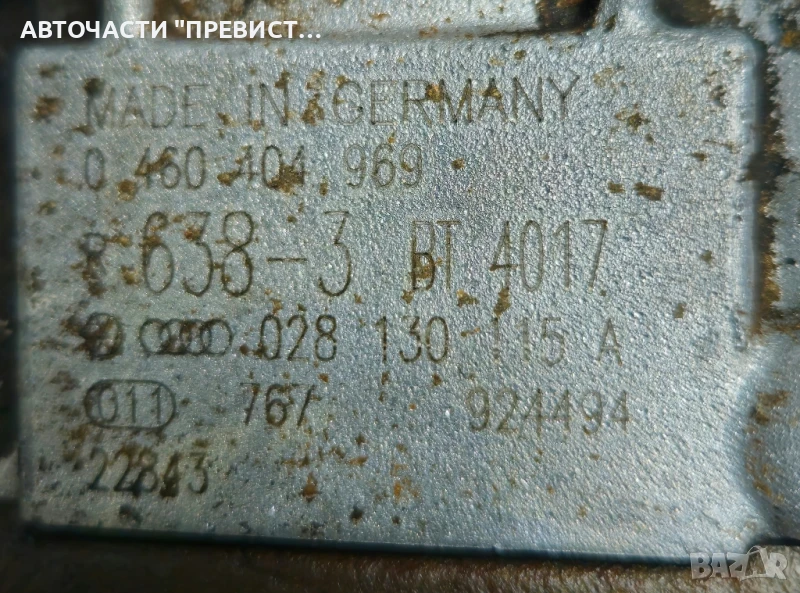 АВТОЧАСТИ "ПРЕВИСТ...
MADE IN GERMANY
0 460 404 969
R 638-3 BT 4017
028 130 115 A
011 767 924494
22843
BAZAR